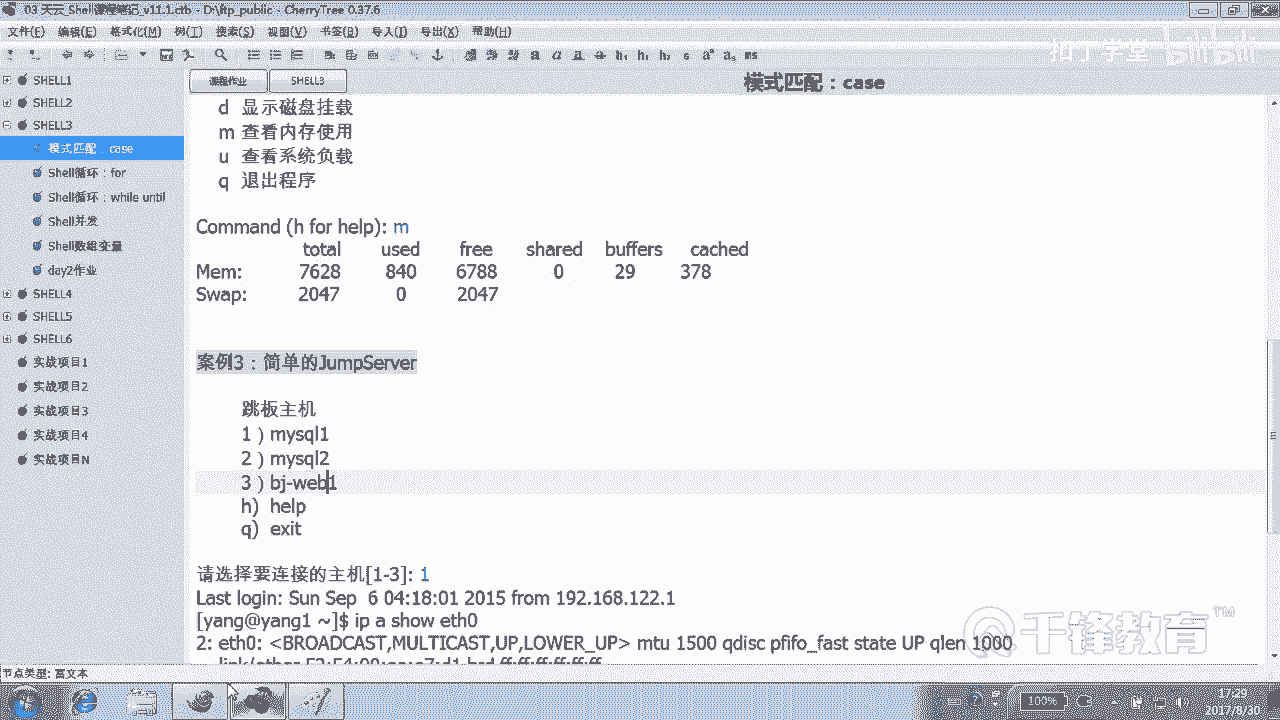 03 天云_Shell课程笔记_v11.1.ctb - D:\ftp_public - CherryTree 0.37.6
文件(F) 编辑(E) 格式化(M) 树(T) 搜索(S) 视图(V) 书签(B) 导入(I) 导出(X) 帮助(H)
扣丁学堂 bilibili
SHELL1
SHELL2
SHELL3
模式匹配：case
Shell循环：for
Shell循环：while until
Shell并发
Shell数组变量
day2作业
SHELL4
SHELL5
SHELL6
实战项目1
实战项目2
实战项目3
实战项目4
实战项目N
课程作业 SHELL3
模式匹配：case
d 显示磁盘挂载
m 查看内存使用
u 查看系统负载
q 退出程序
Command (h for help): m
total used free shared buffers cached
Mem: 7628 840 6788 0 29 378
Swap: 2047 0 2047
案例3：简单的JumpServer
跳板主机
1 ) mysql1
2 ) mysql2
3 ) bj-web1
h) help
q) exit
请选择要连接的主机[1-3]: 1
Last login: Sun Sep 6 04:18:01 2015 from 192.168.122.1
[yang@yang1 ~]$ ip a show eth0
2: eth0: <BROADCAST,MULTICAST,UP,LOWER_UP> mtu 1500 qdisc pfifo_fast state UP qlen 1000
千锋教育 TM
节点类型: 富文本
100%
17:29
2017/8/30